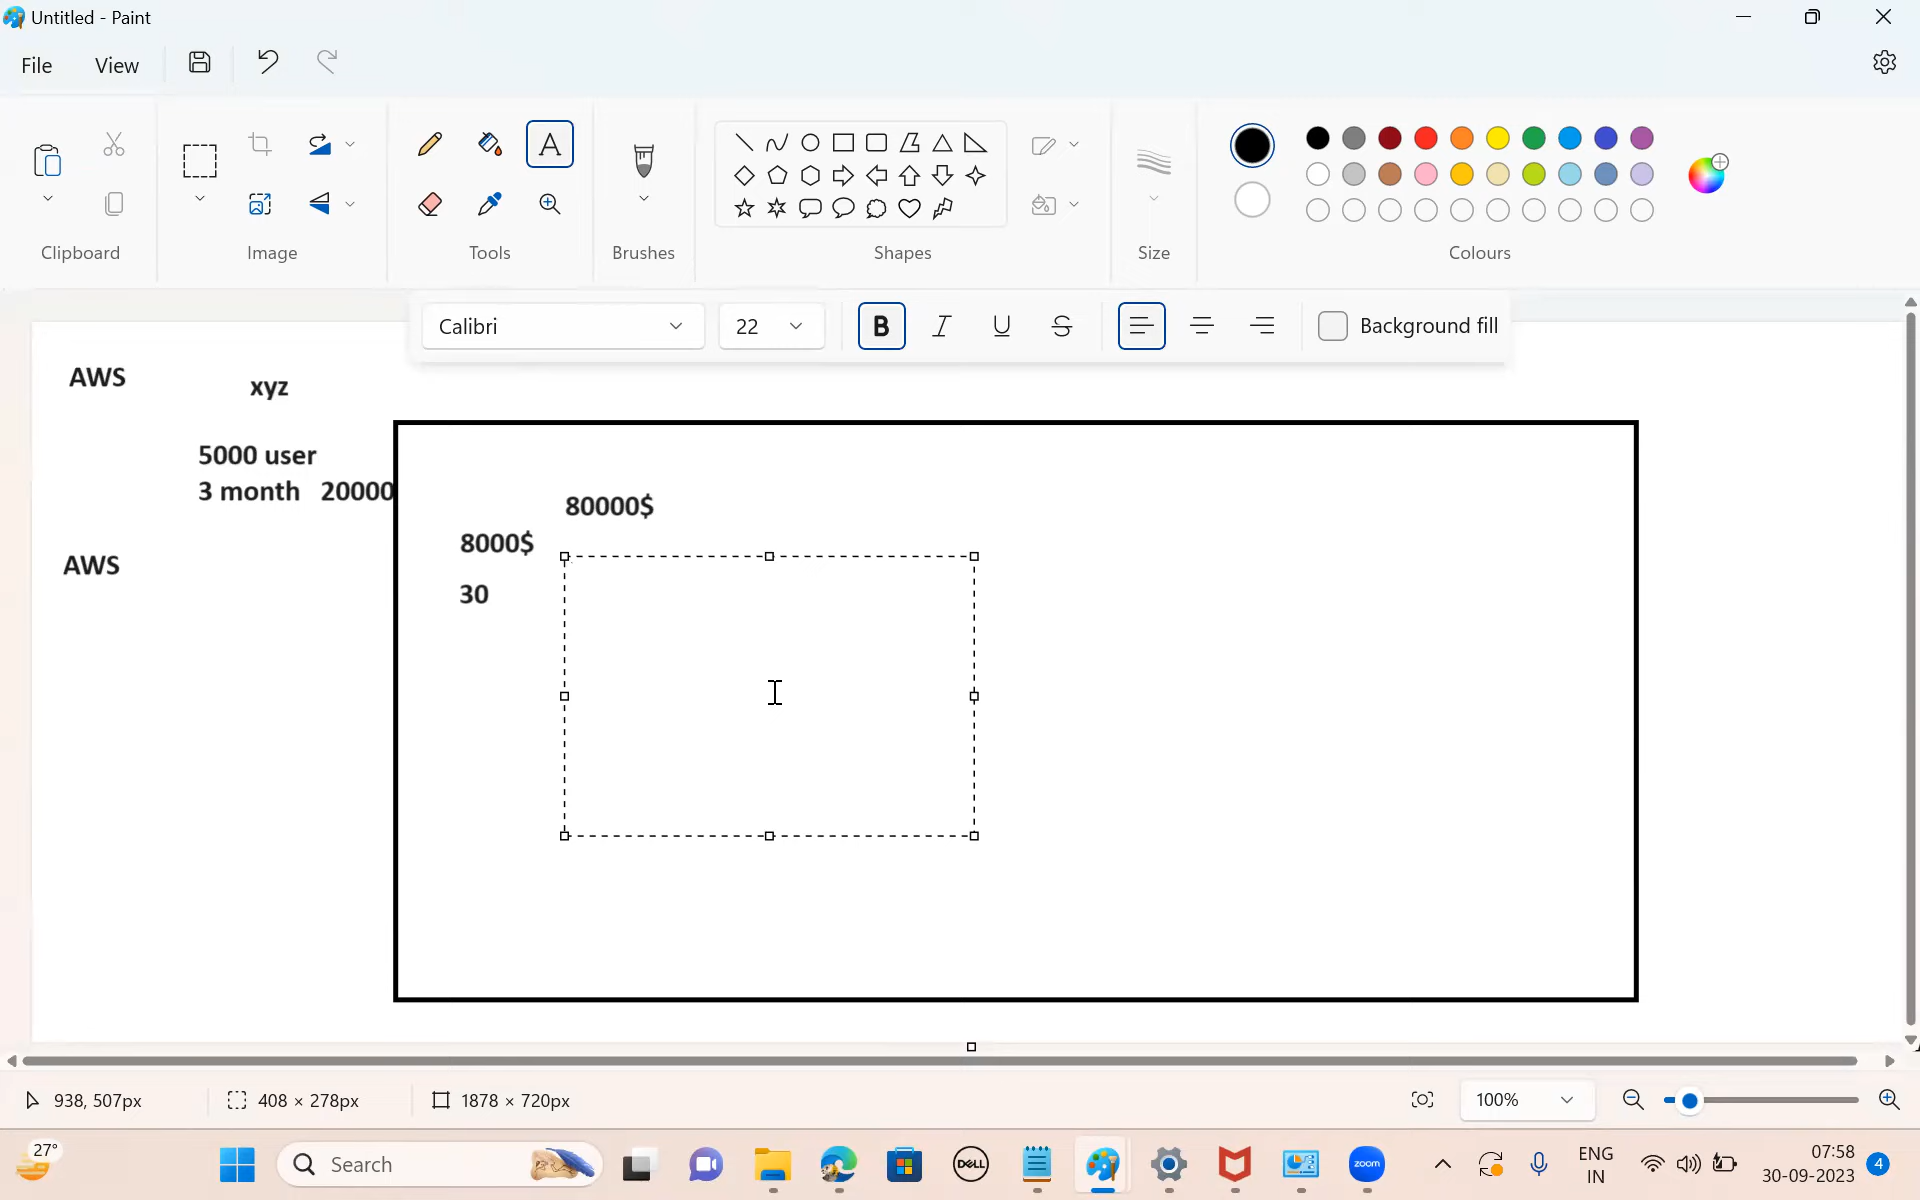 Untitled - Paint
File View
Clipboard
Image
Tools
Brushes
Shapes
Size
Colours
Calibri 22 B I U S Background fill
AWS
xyz
5000 user
3 month 20000
80000$
8000$
AWS
30
938, 507px 408 × 278px 1878 × 720px 100%
27°
Search
DELL
zoom
ENG
IN
07:58
30-09-2023
4